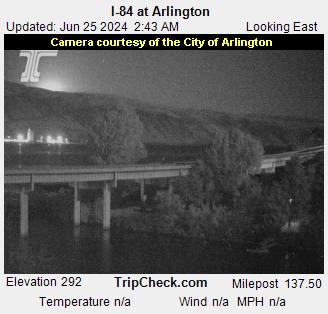 I-84 at Arlington
Updated: Jun 25 2024 2:43 AM Looking East
Camera courtesy of the City of Arlington
Elevation 292 TripCheck.com Milepost 137.50
Temperature n/a Wind n/a MPH n/a